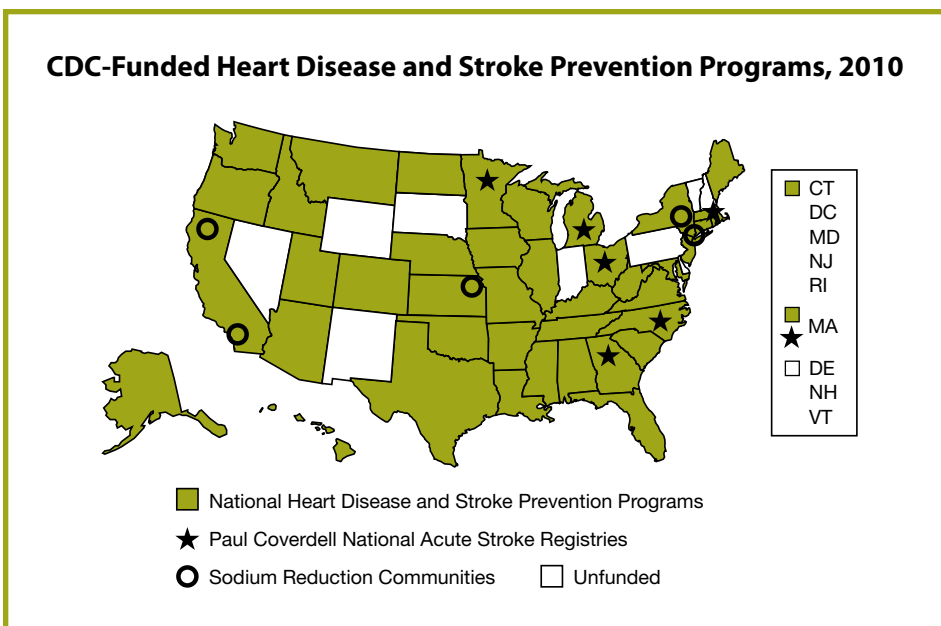 CDC-Funded Heart Disease and Stroke Prevention Programs, 2010
CT
DC
MD
NJ
RI
MA
DE
NH
VT
National Heart Disease and Stroke Prevention Programs
Paul Coverdell National Acute Stroke Registries
Sodium Reduction Communities Unfunded